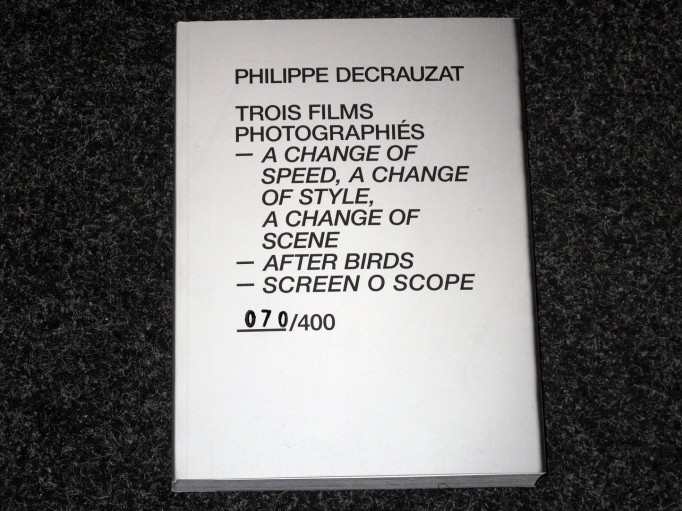 PHILIPPE DECRAUZAT
TROIS FILMS
PHOTOGRAPHIÉS
— A CHANGE OF
SPEED, A CHANGE
OF STYLE,
A CHANGE OF
SCENE
— AFTER BIRDS
— SCREEN O SCOPE
070/400